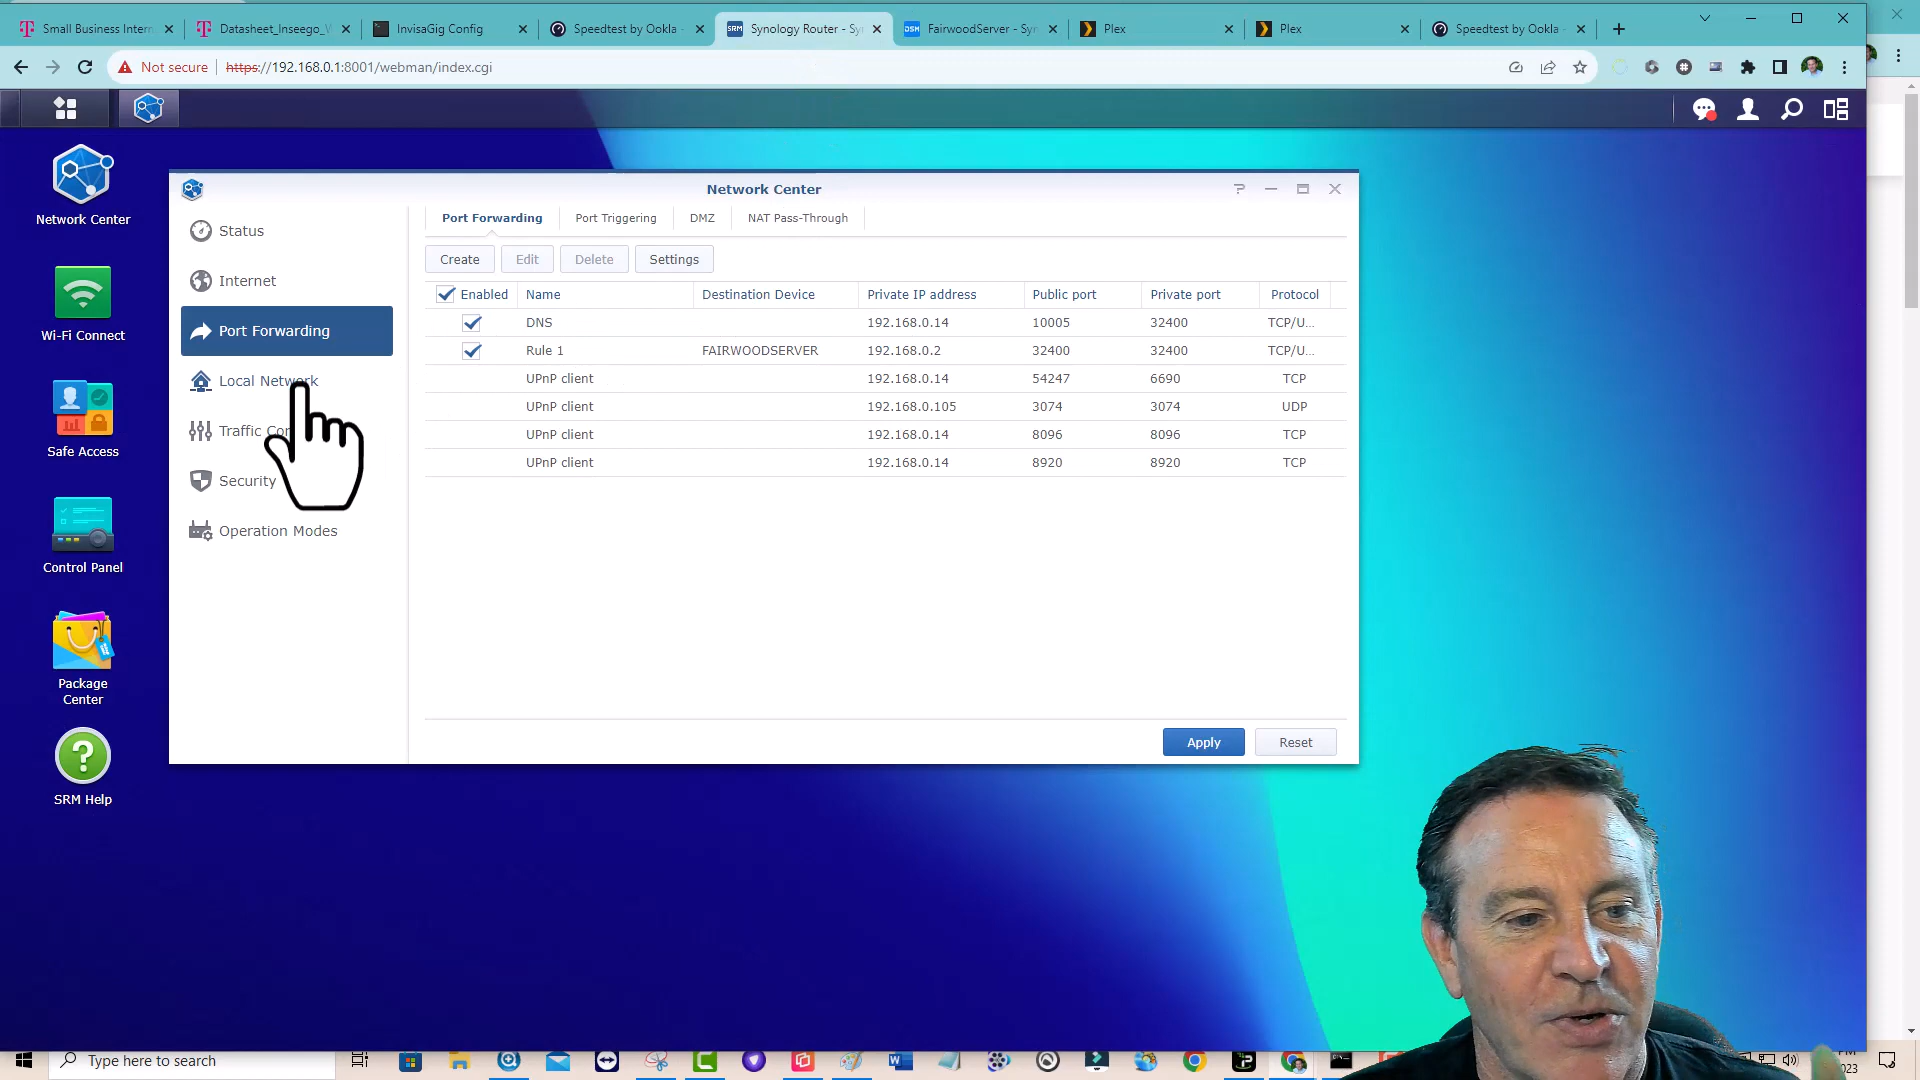 Small Business Intern
Datasheet_Inseego_W
InvisaGig Config
Speedtest by Ookla -
Synology Router - Syn
FairwoodServer - Syn
Plex
Plex
Speedtest by Ookla -
Not secure
https://192.168.0.1:8001/webman/index.cgi
Network Center
Wi-Fi Connect
Safe Access
Control Panel
Package
Center
SRM Help
Network Center
Status
Internet
Port Forwarding
Local Network
Traffic Con
Security
Operation Modes
Port Forwarding Port Triggering DMZ NAT Pass-Through
Create Edit Delete Settings
Enabled Name Destination Device Private IP address Public port Private port Protocol
DNS 192.168.0.14 10005 32400 TCP/U...
Rule 1 FAIRWOODSERVER 192.168.0.2 32400 32400 TCP/U...
UPnP client 192.168.0.14 54247 6690 TCP
UPnP client 192.168.0.105 3074 3074 UDP
UPnP client 192.168.0.14 8096 8096 TCP
UPnP client 192.168.0.14 8920 8920 TCP
Apply Reset
Type here to search